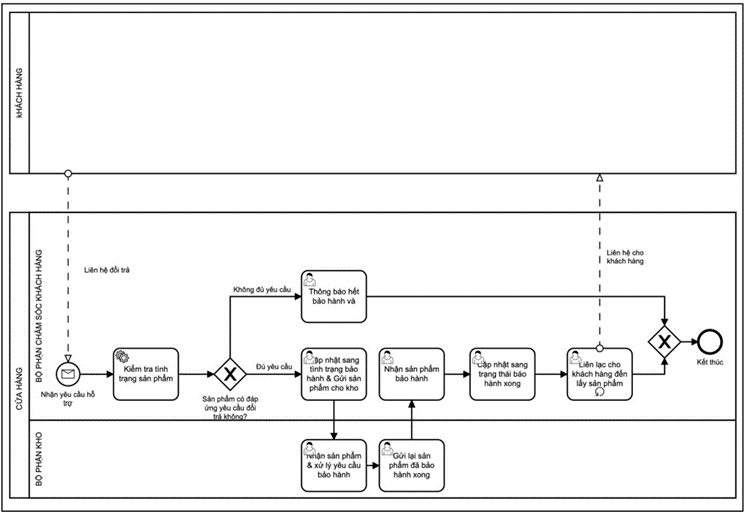 kHÁCH HÀNG
Liên hệ đổi trả
Liên hệ cho
khách hàng
CỬA HÀNG
BỘ PHẬN CHĂM SÓC KHÁCH HÀNG
Nhận yêu cầu hỗ
trợ
Kiểm tra tình
trạng sản phẩm
Sản phẩm có đáp
ứng yêu cầu đổi
trả không?
Không đủ yêu cầu
Thông báo hết
bảo hành và
Đủ yêu cầu
Cập nhật sang
tình trạng bảo
hành & Gửi sản
phẩm cho kho
Nhận sản phẩm
bảo hành
Cập nhật sang
trạng thái bảo
hành xong
Liên lạc cho
khách hàng đến
lấy sản phẩm
Kết thúc
BỘ PHẬN KHO
Nhận sản phẩm
& xử lý yêu cầu
bảo hành
Gửi lại sản
phẩm đã bảo
hành xong